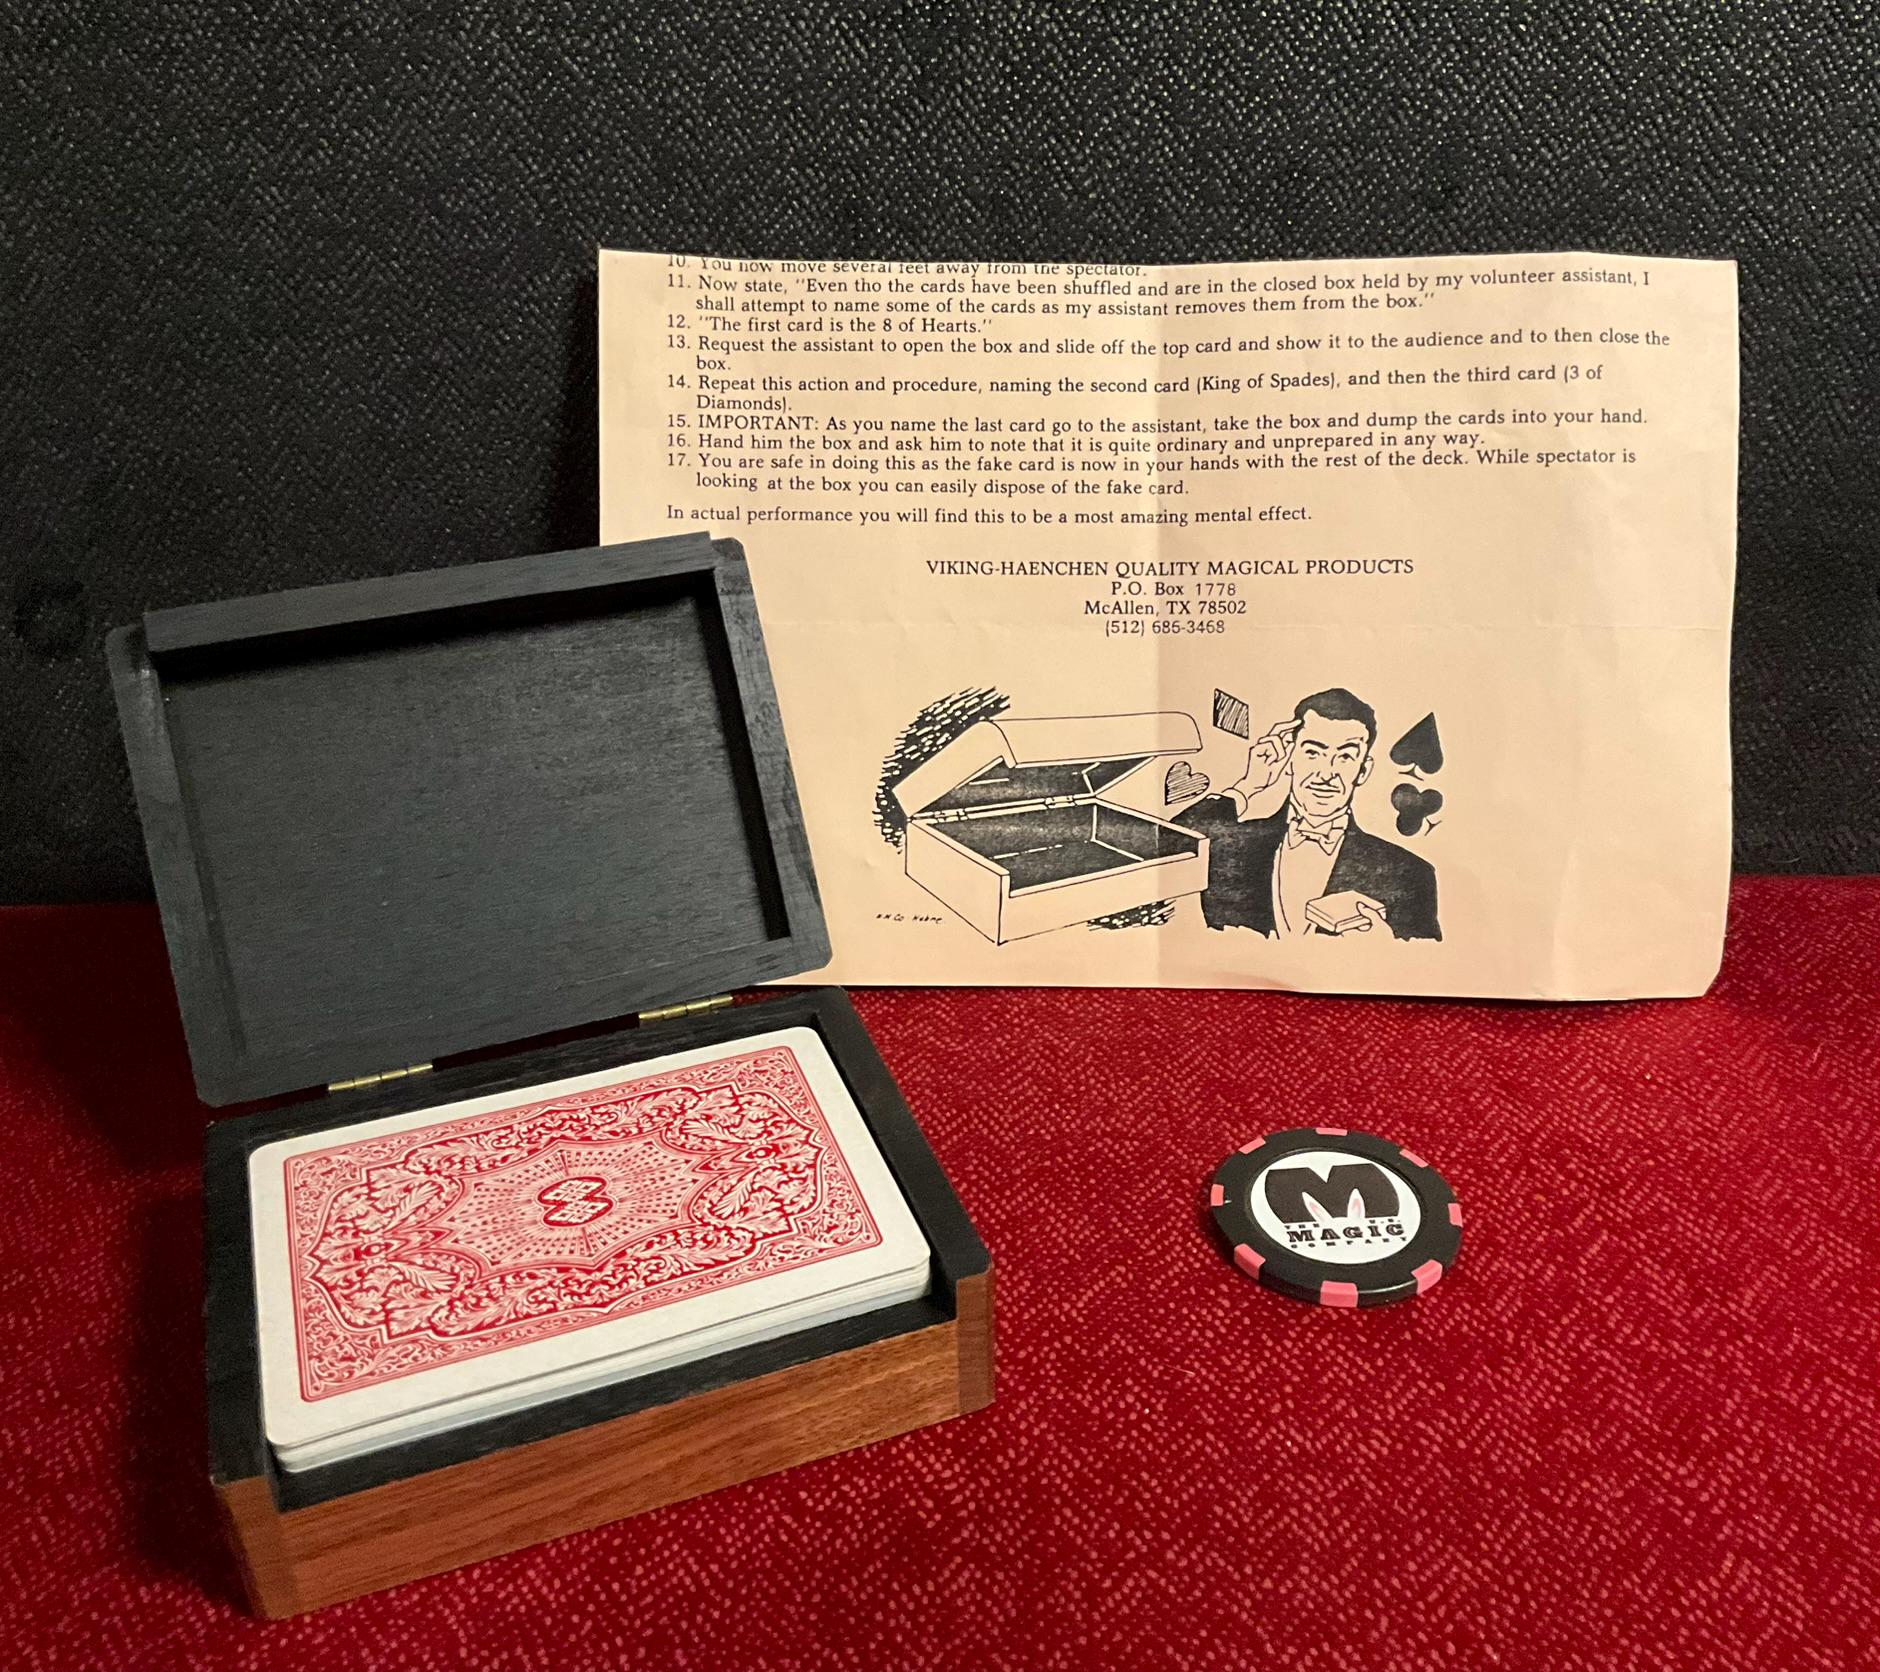 10. You now move several feet away from the spectator.
11. Now state, "Even tho the cards have been shuffled and are in the closed box held by my volunteer assistant, I
shall attempt to name some of the cards as my assistant removes them from the box."
12. "The first card is the 8 of Hearts."
13. Request the assistant to open the box and slide off the top card and show it to the audience and to then close the
box.
14. Repeat this action and procedure, naming the second card (King of Spades), and then the third card (3 of
Diamonds).
15. IMPORTANT: As you name the last card go to the assistant, take the box and dump the cards into your hand.
16. Hand him the box and ask him to note that it is quite ordinary and unprepared in any way.
17. You are safe in doing this as the fake card is now in your hands with the rest of the deck. While spectator is
looking at the box you can easily dispose of the fake card.
In actual performance you will find this to be a most amazing mental effect.
VIKING-HAENCHEN QUALITY MAGICAL PRODUCTS
P.O. Box 1778
McAllen, TX 78502
(512) 685-3468
M
THE U.S.
MAGIC
COMPANY